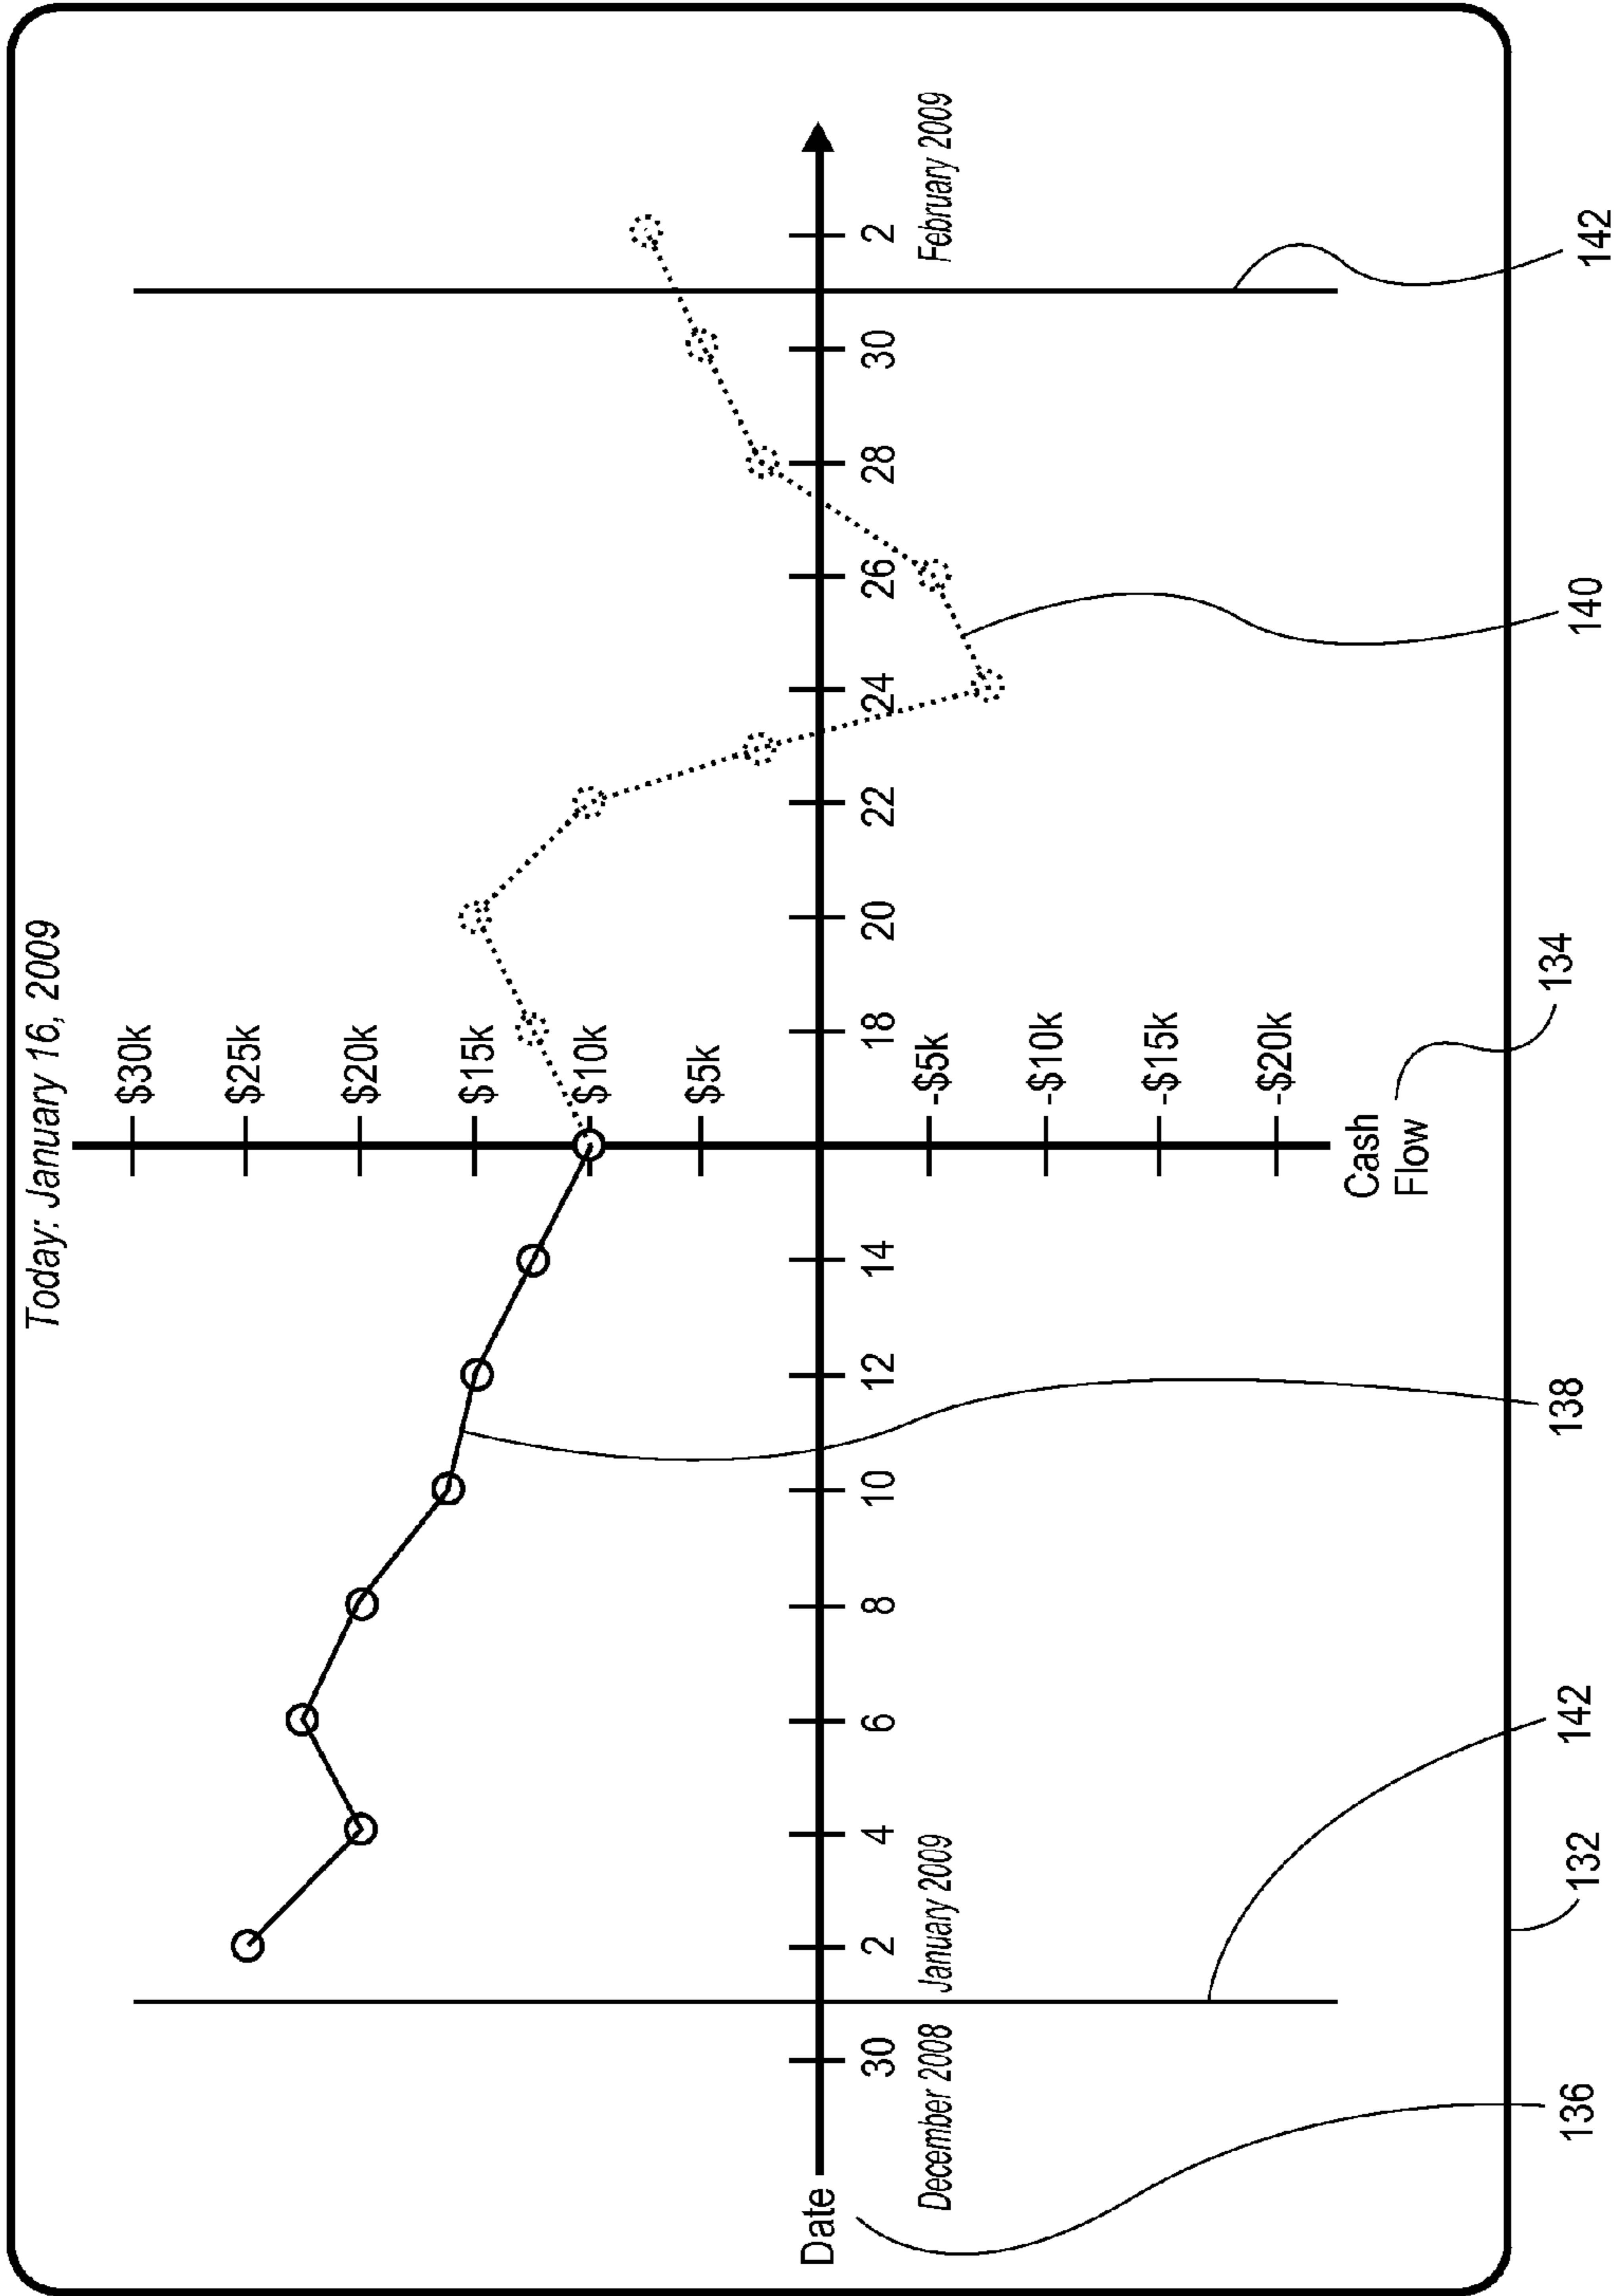 Today: January 16, 2009
$30k
$25k
$20k
$15k
$10k
$5k
-$5k
-$10k
-$15k
-$20k
Cash
Flow
Date
30 2 4 6 8 10 12 14 18 20 22 24 26 28 30 2
December 2008 January 2009 February 2009
136 132 142 138 134 140 142